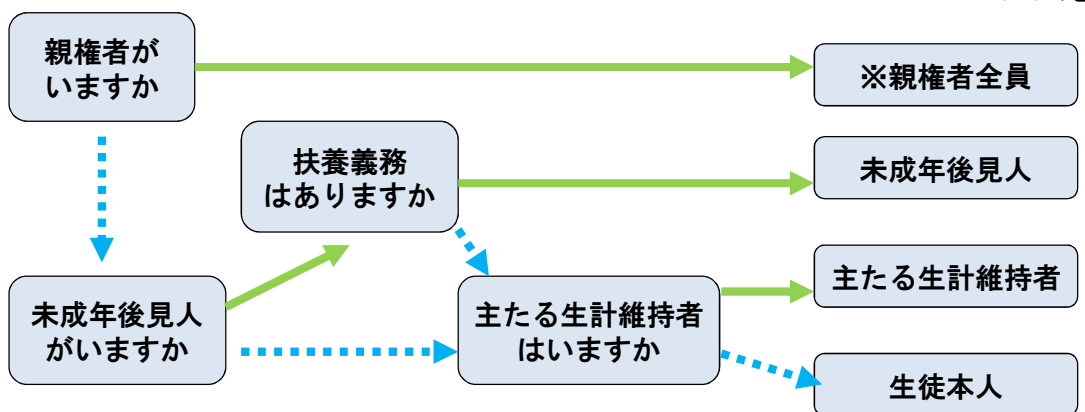 親権者が
いますか
※親権者全員
扶養義務
はありますか
未成年後見人
未成年後見人
がいますか
主たる生計維持者
はいますか
主たる生計維持者
生徒本人